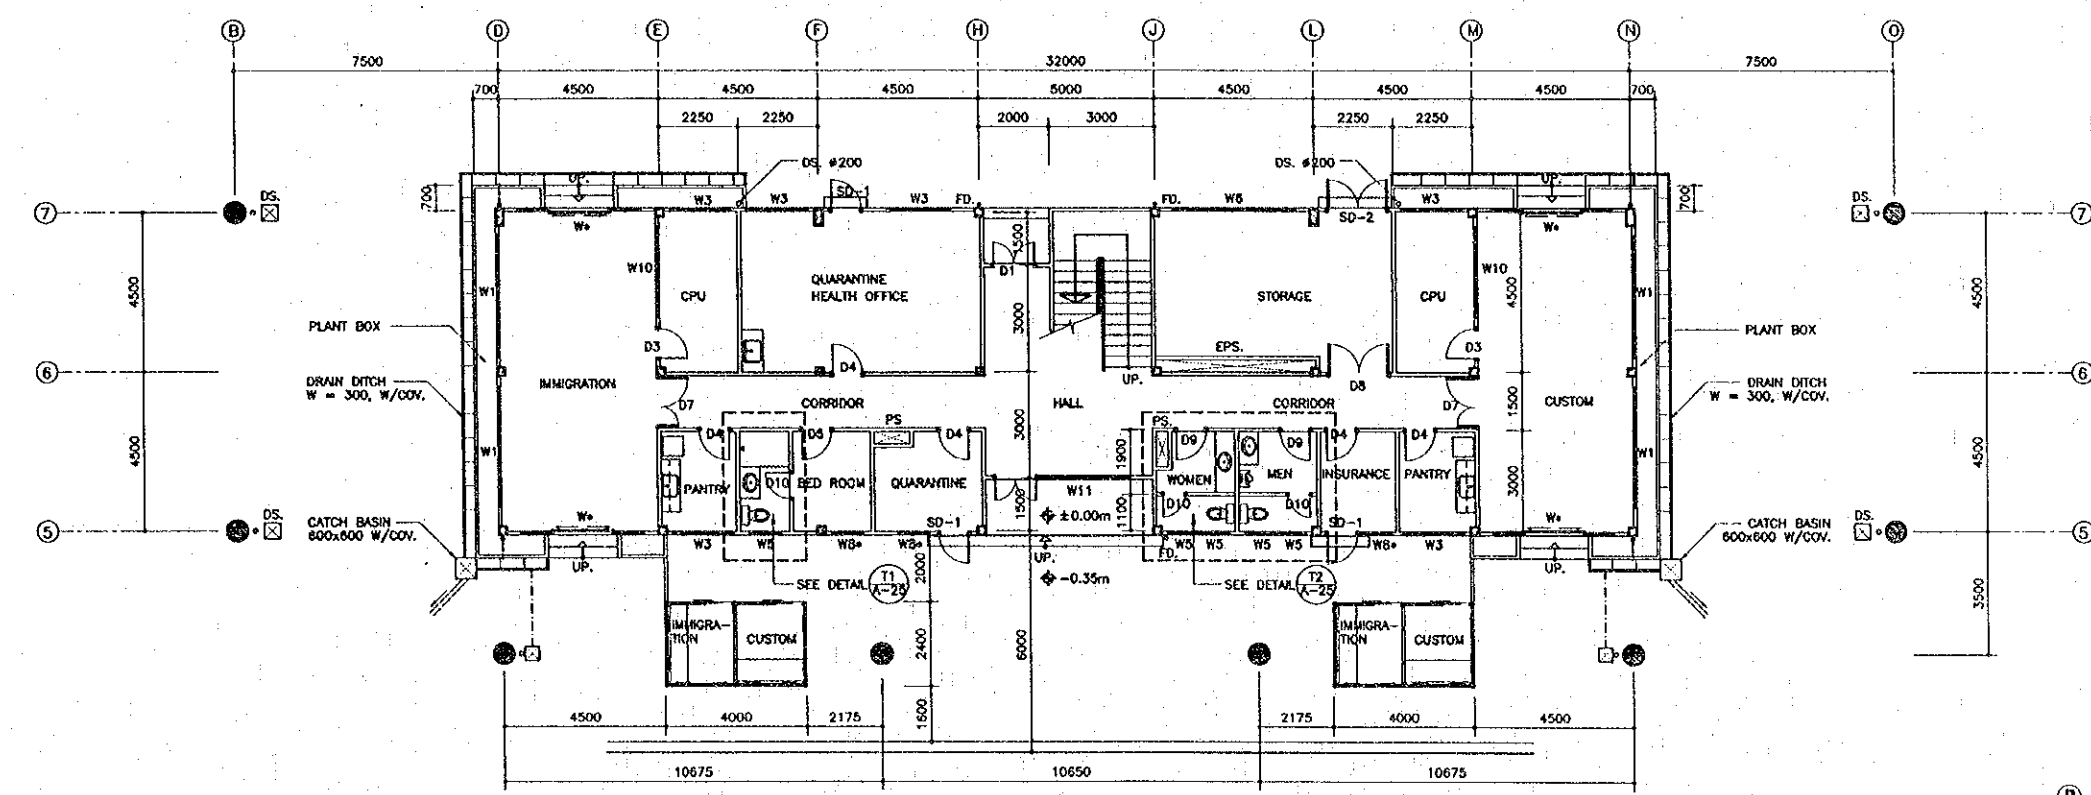 B D E F H J L M N O
7500 32000 7500
700 4500 4500 4500 5000 4500 4500 4500 700
2250 2250 2000 3000 2250 2250
DS. ø200 DS. ø200
UP. W3 W3 SD-1 W3 FD. FD. W6 SD-2 W3 UP.
7 DS. 700 700 DS. 7
W* W*
1500
W10 D1 W10
4500 W1 CPU QUARANTINE
HEALTH OFFICE 3000 STORAGE CPU 4500 W1 4500
PLANT BOX PLANT BOX
D3 EPS. D3
D4 UP. D8
6 6
DRAIN DITCH
W = 300, W/COV.
IMMIGRATION
CUSTOM
DRAIN DITCH
W = 300, W/COV.
D7 CORRIDOR HALL CORRIDOR D7 1500
PS PS.
D4 D5 D4 D9 D9 D4 D4
4500 W1 3000 1900 W1 4500
PANTRY D10 BED ROOM QUARANTINE WOMEN MEN INSURANCE PANTRY 3000
W11 D10 D10
1500 ±0.00m 1100
W* SD-1 SD-1 W*
5 DS. DS. 5
CATCH BASIN
600x600 W/COV.
CATCH BASIN
600x600 W/COV.
W3 W5 W8* W8* W5 W5 W5 W5 W8* W3
UP. UP. FD. UP.
-0.35m
SEE DETAIL T1
A-25
SEE DETAIL T2
A-25
2000 3500
IMMIGRA-
TION
CUSTOM
IMMIGRA-
TION
CUSTOM
2400 6000
1600
4500 4000 2175 2175 4000 4500
10675 10650 10675